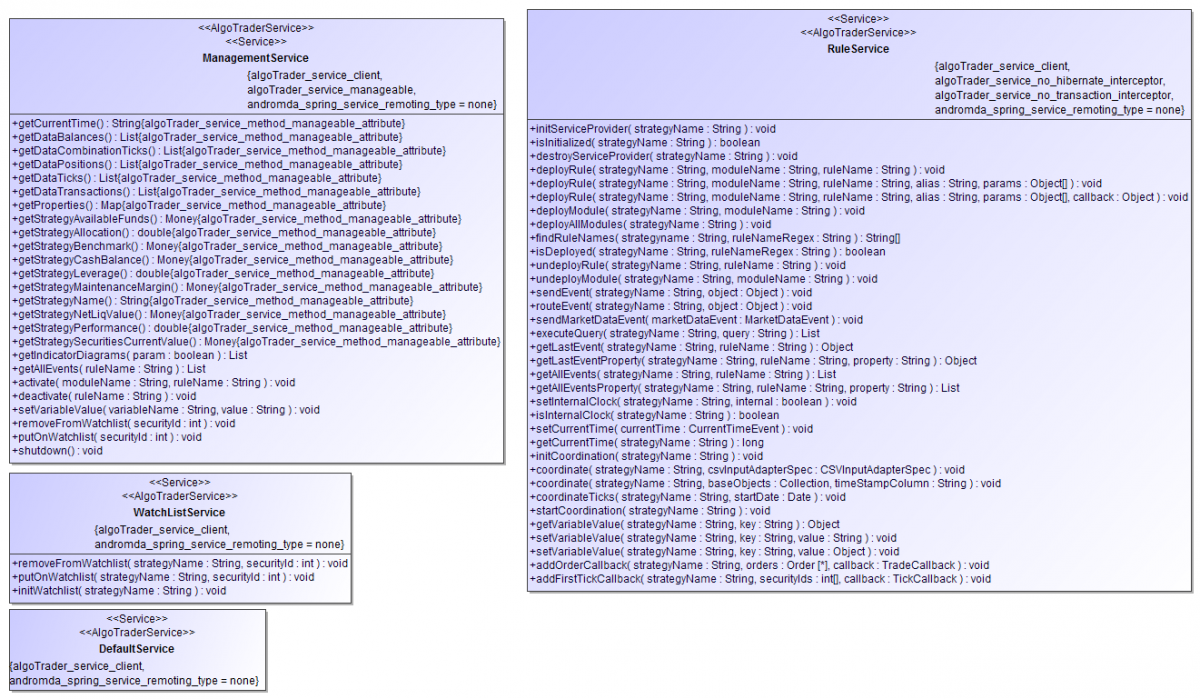 <<AlgoTraderService>>
<<Service>>
ManagementService
{algoTrader_service_client,
algoTrader_service_manageable,
andromda_spring_service_remoting_type = none}
+getCurrentTime() : String{algoTrader_service_method_manageable_attribute}
+getDataBalances() : List{algoTrader_service_method_manageable_attribute}
+getDataCombinationTicks() : List{algoTrader_service_method_manageable_attribute}
+getDataPositions() : List{algoTrader_service_method_manageable_attribute}
+getDataTicks() : List{algoTrader_service_method_manageable_attribute}
+getDataTransactions() : List{algoTrader_service_method_manageable_attribute}
+getProperties() : Map{algoTrader_service_method_manageable_attribute}
+getStrategyAvailableFunds() : Money{algoTrader_service_method_manageable_attribute}
+getStrategyAllocation() : double{algoTrader_service_method_manageable_attribute}
+getStrategyBenchmark() : Money{algoTrader_service_method_manageable_attribute}
+getStrategyCashBalance() : Money{algoTrader_service_method_manageable_attribute}
+getStrategyLeverage() : double{algoTrader_service_method_manageable_attribute}
+getStrategyMaintenanceMargin() : Money{algoTrader_service_method_manageable_attribute}
+getStrategyName() : String{algoTrader_service_method_manageable_attribute}
+getStrategyNetLiqValue() : Money{algoTrader_service_method_manageable_attribute}
+getStrategyPerformance() : double{algoTrader_service_method_manageable_attribute}
+getStrategySecuritiesCurrentValue() : Money{algoTrader_service_method_manageable_attribute}
+getIndicatorDiagrams( param : boolean ) : List
+getAllEvents( ruleName : String ) : List
+activate( moduleName : String, ruleName : String ) : void
+deactivate( ruleName : String ) : void
+setVariableValue( variableName : String, value : String ) : void
+removeFromWatchlist( securityId : int ) : void
+putOnWatchlist( securityId : int ) : void
+shutdown() : void
<<Service>>
<<AlgoTraderService>>
WatchListService
{algoTrader_service_client,
andromda_spring_service_remoting_type = none}
+removeFromWatchlist( strategyName : String, securityId : int ) : void
+putOnWatchlist( strategyName : String, securityId : int ) : void
+initWatchlist( strategyName : String ) : void
<<Service>>
<<AlgoTraderService>>
DefaultService
{algoTrader_service_client,
andromda_spring_service_remoting_type = none}
<<Service>>
<<AlgoTraderService>>
RuleService
{algoTrader_service_client,
algoTrader_service_no_hibernate_interceptor,
algoTrader_service_no_transaction_interceptor,
andromda_spring_service_remoting_type = none}
+initServiceProvider( strategyName : String ) : void
+isInitialized( strategyName : String ) : boolean
+destroyServiceProvider( strategyName : String ) : void
+deployRule( strategyName : String, moduleName : String, ruleName : String ) : void
+deployRule( strategyName : String, moduleName : String, ruleName : String, alias : String, params : Object[] ) : void
+deployRule( strategyName : String, moduleName : String, ruleName : String, alias : String, params : Object[], callback : Object ) : void
+deployModule( strategyName : String, moduleName : String ) : void
+deployAllModules( strategyName : String ) : void
+findRuleNames( strategyname : String, ruleNameRegex : String ) : String[]
+isDeployed( strategyName : String, ruleNameRegex : String ) : boolean
+undeployRule( strategyName : String, ruleName : String ) : void
+undeployModule( strategyName : String, moduleName : String ) : void
+sendEvent( strategyName : String, object : Object ) : void
+routeEvent( strategyName : String, object : Object ) : void
+sendMarketDataEvent( marketDataEvent : MarketDataEvent ) : void
+executeQuery( strategyName : String, query : String ) : List
+getLastEvent( strategyName : String, ruleName : String ) : Object
+getLastEventProperty( strategyName : String, ruleName : String, property : String ) : Object
+getAllEvents( strategyName : String, ruleName : String ) : List
+getAllEventsProperty( strategyName : String, ruleName : String, property : String ) : List
+setInternalClock( strategyName : String, internal : boolean ) : void
+isInternalClock( strategyName : String ) : boolean
+setCurrentTime( currentTime : CurrentTimeEvent ) : void
+getCurrentTime( strategyName : String ) : long
+initCoordination( strategyName : String ) : void
+coordinate( strategyName : String, csvInputAdapterSpec : CSVInputAdapterSpec ) : void
+coordinate( strategyName : String, baseObjects : Collection, timeStampColumn : String ) : void
+coordinateTicks( strategyName : String, startDate : Date ) : void
+startCoordination( strategyName : String ) : void
+getVariableValue( strategyName : String, key : String ) : Object
+setVariableValue( strategyName : String, key : String, value : String ) : void
+setVariableValue( strategyName : String, key : String, value : Object ) : void
+addOrderCallback( strategyName : String, orders : Order [*], callback : TradeCallback ) : void
+addFirstTickCallback( strategyName : String, securityIds : int[], callback : TickCallback ) : void